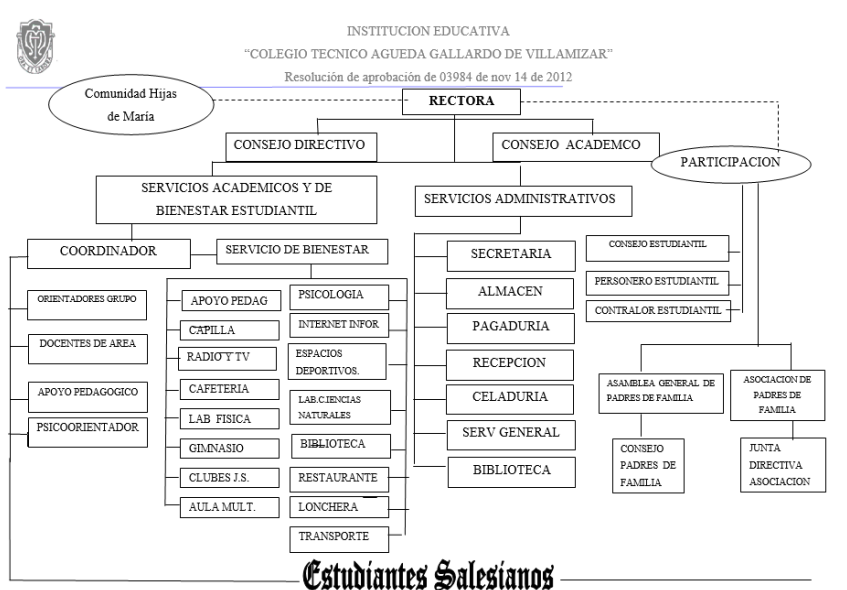 INSTITUCION EDUCATIVA
“COLEGIO TECNICO AGUEDA GALLARDO DE VILLAMIZAR”
Resolución de aprobación de 03984 de nov 14 de 2012
Comunidad Hijas
de María
RECTORA
CONSEJO DIRECTIVO
CONSEJO ACADEMCO
PARTICIPACION
SERVICIOS ACADEMICOS Y DE
BIENESTAR ESTUDIANTIL
SERVICIOS ADMINISTRATIVOS
COORDINADOR
SERVICIO DE BIENESTAR
ORIENTADORES GRUPO
DOCENTES DE AREA
APOYO PEDAGOGICO
PSICOORIENTADOR
APOYO PEDAG
CAPILLA
RADIO Y TV
CAFETERIA
LAB FISICA
GIMNASIO
CLUBES J.S.
AULA MULT.
PSICOLOGIA
INTERNET INFOR
ESPACIOS
DEPORTIVOS.
LAB.C.IENCIAS
NATURALES
BIBLIOTECA
RESTAURANTE
LONCHERA
TRANSPORTE
SECRETARIA
ALMACEN
PAGADURIA
RECEPCION
CELADURIA
SERV GENERAL
BIBLIOTECA
CONSEJO ESTUDIANTIL
PERSONERO ESTUDIANTIL
CONTRALOR ESTUDIANTIL
ASAMBLEA GENERAL DE
PADRES DE FAMILIA
ASOCIACION DE
PADRES DE
FAMILIA
CONSEJO
PADRES DE
FAMILIA
JUNTA
DIRECTIVA
ASOCIACION
Estudiantes Salesianos